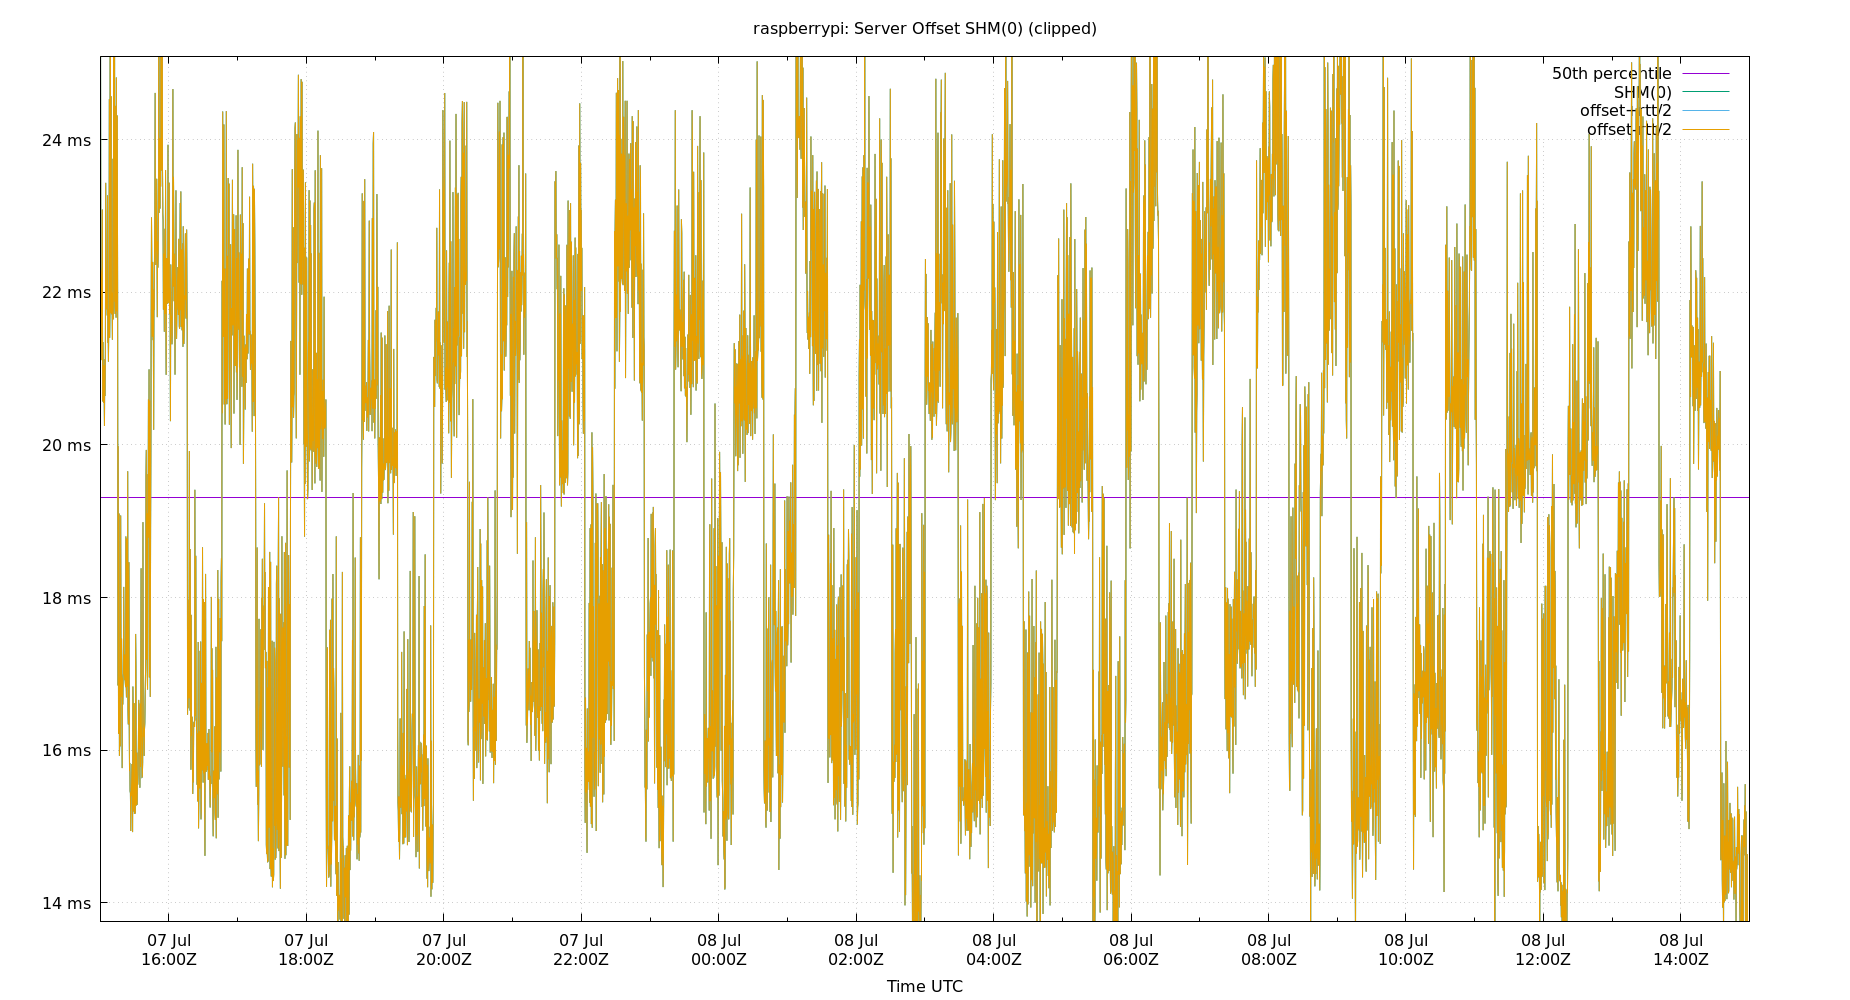 raspberrypi: Server Offset SHM(0) (clipped)
50th percentile
SHM(0)
offset+rtt/2
offset-rtt/2
24 ms
22 ms
20 ms
18 ms
16 ms
14 ms
07 Jul 07 Jul 07 Jul 07 Jul 08 Jul 08 Jul 08 Jul 08 Jul 08 Jul 08 Jul 08 Jul 08 Jul
16:00Z 18:00Z 20:00Z 22:00Z 00:00Z 02:00Z 04:00Z 06:00Z 08:00Z 10:00Z 12:00Z 14:00Z
Time UTC